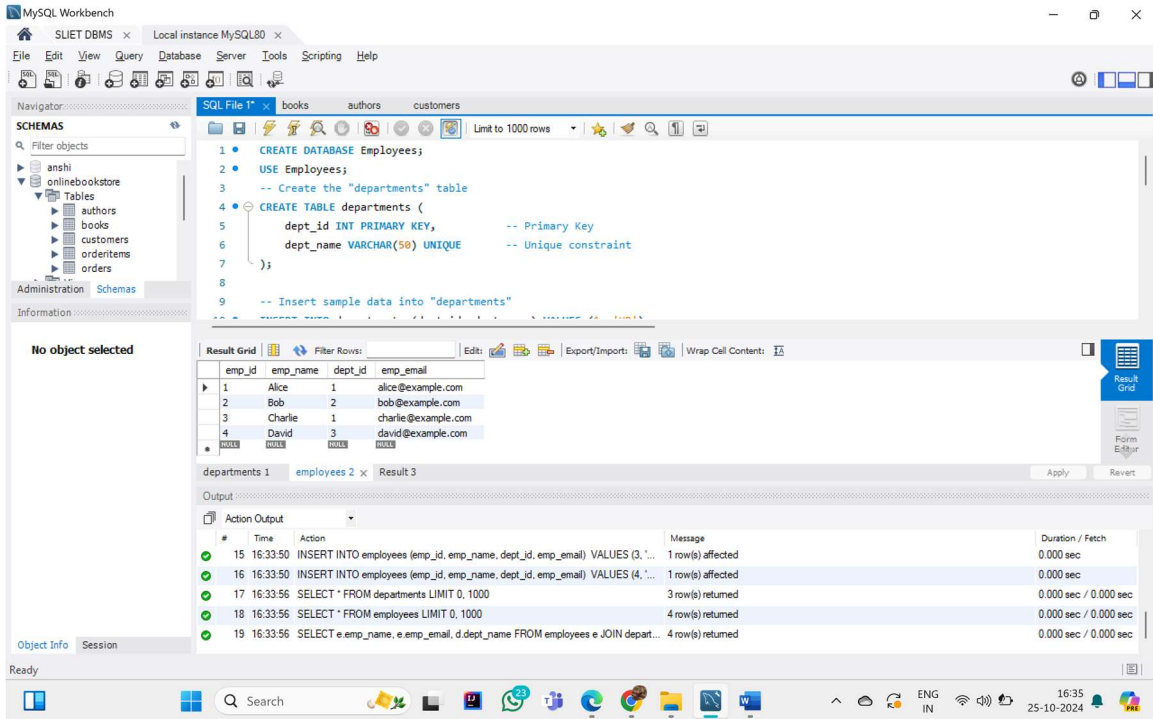 MySQL Workbench
SLIET DBMS × Local instance MySQL80 ×
File Edit View Query Database Server Tools Scripting Help
Navigator
SCHEMAS
Filter objects
anshi
onlinebookstore
Tables
authors
books
customers
orderitems
orders
Administration Schemas
Information
No object selected
Object Info Session
SQL File 1* × books authors customers
Limit to 1000 rows
1 CREATE DATABASE Employees;
2 USE Employees;
3 -- Create the "departments" table
4 CREATE TABLE departments (
5 dept_id INT PRIMARY KEY, -- Primary Key
6 dept_name VARCHAR(50) UNIQUE -- Unique constraint
7 );
8
9 -- Insert sample data into "departments"
Result Grid Filter Rows: Edit: Export/Import: Wrap Cell Content:
emp_id emp_name dept_id emp_email
1 Alice 1 alice@example.com
2 Bob 2 bob@example.com
3 Charlie 1 charlie@example.com
4 David 3 david@example.com
NULL NULL NULL NULL
Result Grid
Form Editor
departments 1 employees 2 × Result 3
Apply Revert
Output
Action Output
# Time Action Message Duration / Fetch
15 16:33:50 INSERT INTO employees (emp_id, emp_name, dept_id, emp_email) VALUES (3, '... 1 row(s) affected 0.000 sec
16 16:33:50 INSERT INTO employees (emp_id, emp_name, dept_id, emp_email) VALUES (4, '... 1 row(s) affected 0.000 sec
17 16:33:56 SELECT * FROM departments LIMIT 0, 1000 3 row(s) returned 0.000 sec / 0.000 sec
18 16:33:56 SELECT * FROM employees LIMIT 0, 1000 4 row(s) returned 0.000 sec / 0.000 sec
19 16:33:56 SELECT e.emp_name, e.emp_email, d.dept_name FROM employees e JOIN depart... 4 row(s) returned 0.000 sec / 0.000 sec
Ready
Search
23
ENG
IN
16:35
25-10-2024
PRE